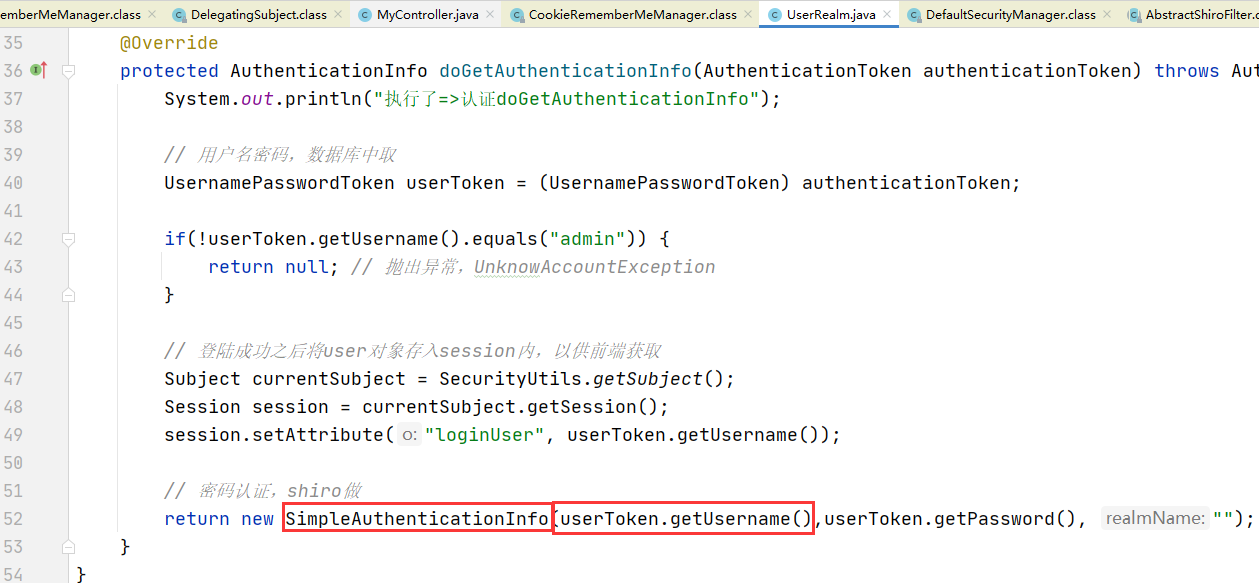 emberMeManager.class × DelegatingSubject.class × MyController.java × CookieRememberMeManager.class × UserRealm.java × DefaultSecurityManager.class × AbstractShiroFilter.c
35 @Override
36 protected AuthenticationInfo doGetAuthenticationInfo(AuthenticationToken authenticationToken) throws Aut
37 System.out.println("执行了=>认证doGetAuthenticationInfo");
38
39 // 用户名密码，数据库中取
40 UsernamePasswordToken userToken = (UsernamePasswordToken) authenticationToken;
41
42 if(!userToken.getUsername().equals("admin")) {
43 return null; // 抛出异常，UnknowAccountException
44 }
45
46 // 登陆成功之后将user对象存入session内，以供前端获取
47 Subject currentSubject = SecurityUtils.getSubject();
48 Session session = currentSubject.getSession();
49 session.setAttribute( o: "loginUser", userToken.getUsername());
50
51 // 密码认证，shiro做
52 return new SimpleAuthenticationInfo(userToken.getUsername(),userToken.getPassword(), realmName: "");
53 }
54 }